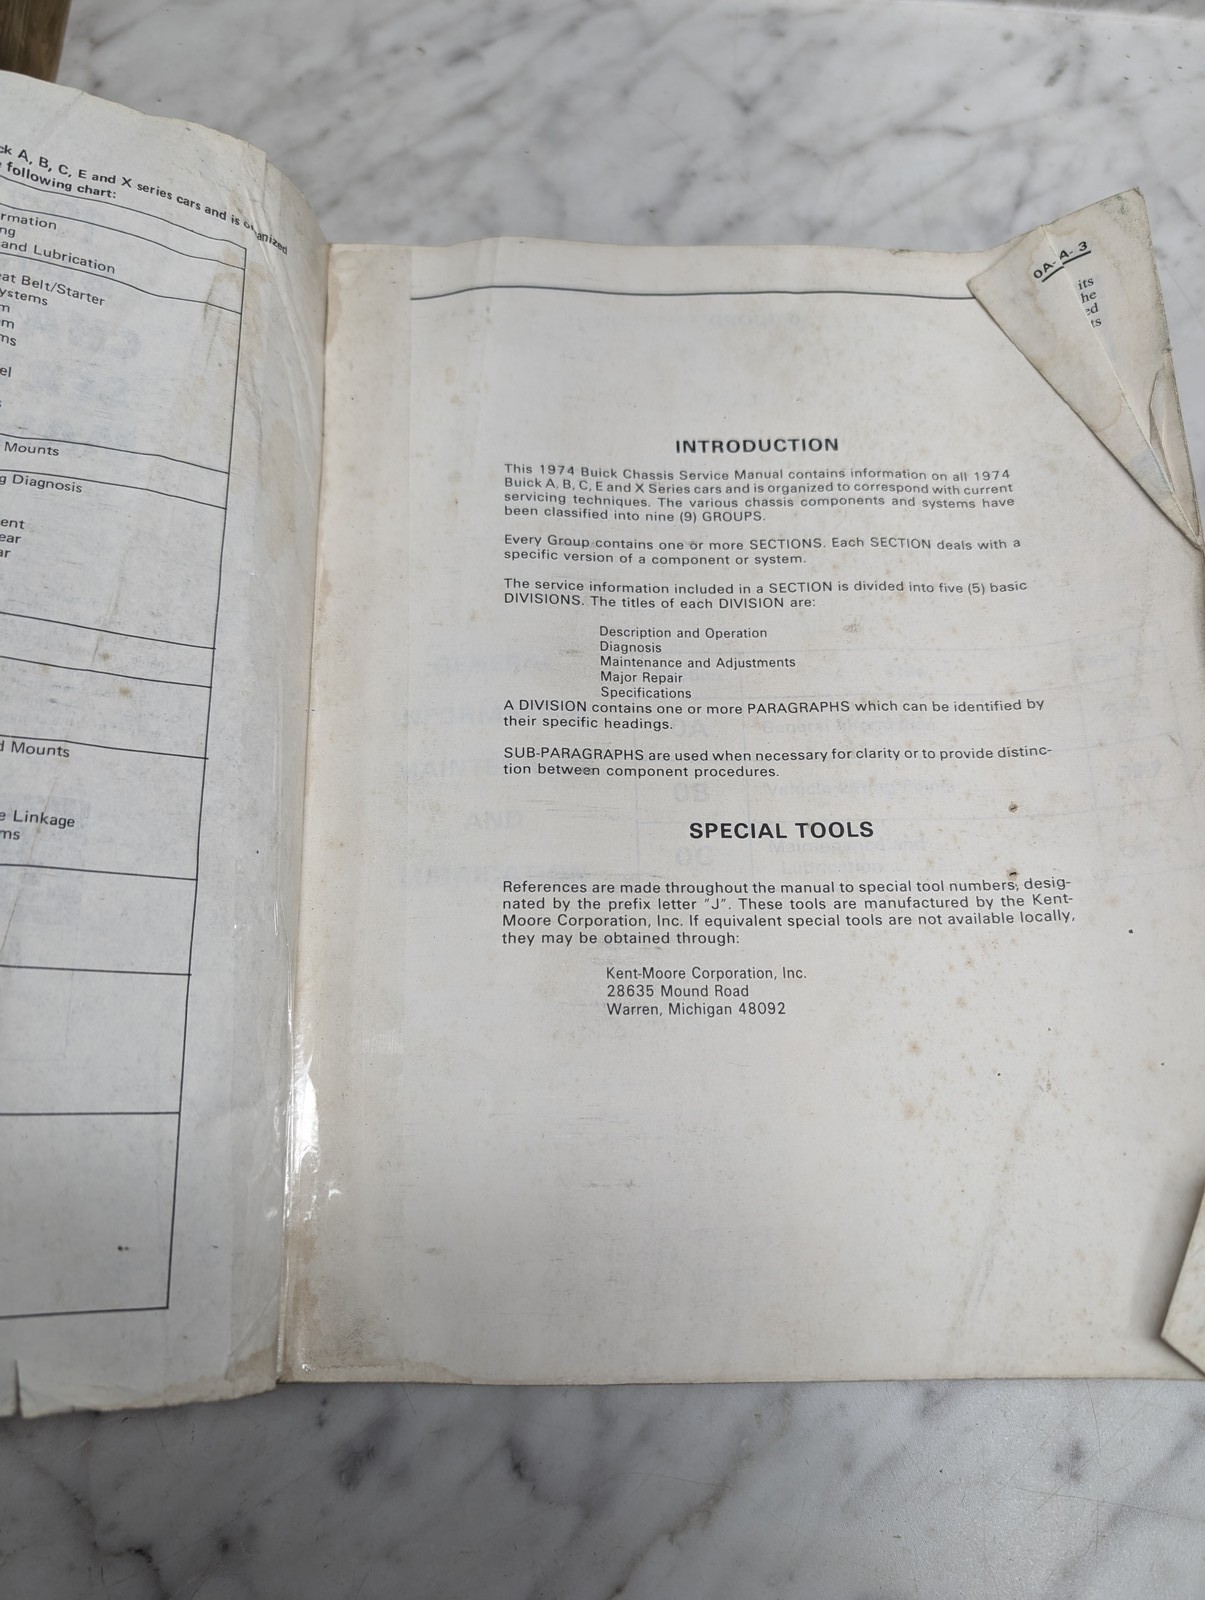 ck A, B, C, E and X series cars and is organized
following chart:
rmation
ng
and Lubrication
at Belt/Starter
ystems
m
m
ms
el
s
Mounts
g Diagnosis
ent
ear
ar
d Mounts
e Linkage
ms
0A-A-3
its
he
ed
ts
INTRODUCTION
This 1974 Buick Chassis Service Manual contains information on all 1974
Buick A, B, C, E and X Series cars and is organized to correspond with current
servicing techniques. The various chassis components and systems have
been classified into nine (9) GROUPS.
Every Group contains one or more SECTIONS. Each SECTION deals with a
specific version of a component or system.
The service information included in a SECTION is divided into five (5) basic
DIVISIONS. The titles of each DIVISION are:
Description and Operation
Diagnosis
Maintenance and Adjustments
Major Repair
Specifications
A DIVISION contains one or more PARAGRAPHS which can be identified by
their specific headings.
SUB-PARAGRAPHS are used when necessary for clarity or to provide distinc-
tion between component procedures.
SPECIAL TOOLS
References are made throughout the manual to special tool numbers, desig-
nated by the prefix letter "J". These tools are manufactured by the Kent-
Moore Corporation, Inc. If equivalent special tools are not available locally,
they may be obtained through:
Kent-Moore Corporation, Inc.
28635 Mound Road
Warren, Michigan 48092